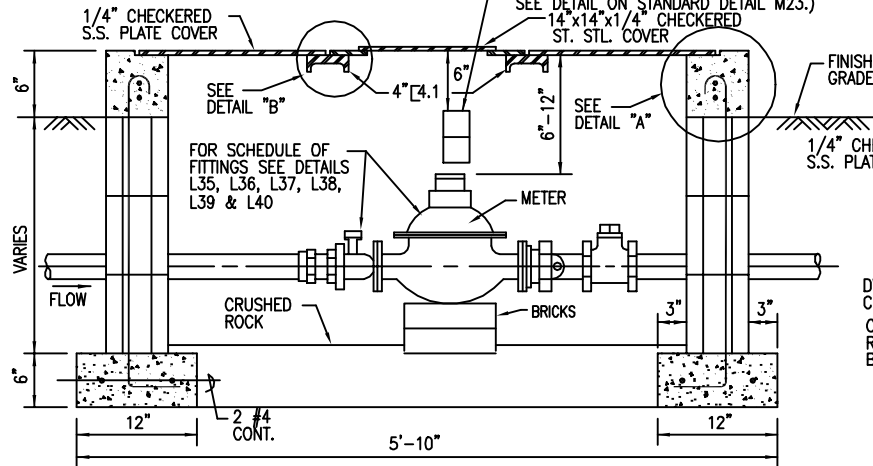 SEE DETAIL ON STANDARD DETAIL M23.)
1/4" CHECKERED
S.S. PLATE COVER
14"x14"x1/4" CHECKERED
ST. STL. COVER
6"
SEE
DETAIL "B"
4"[4.1
6"
6"-12"
SEE
DETAIL "A"
FINISH
GRADE
1/4" CHE
S.S. PLAT
FOR SCHEDULE OF
FITTINGS SEE DETAILS
L35, L36, L37, L38,
L39 & L40
METER
VARIES
FLOW
CRUSHED
ROCK
BRICKS
3"
3"
C
R
B
6"
2 #4
CONT.
12"
12"
5'-10"